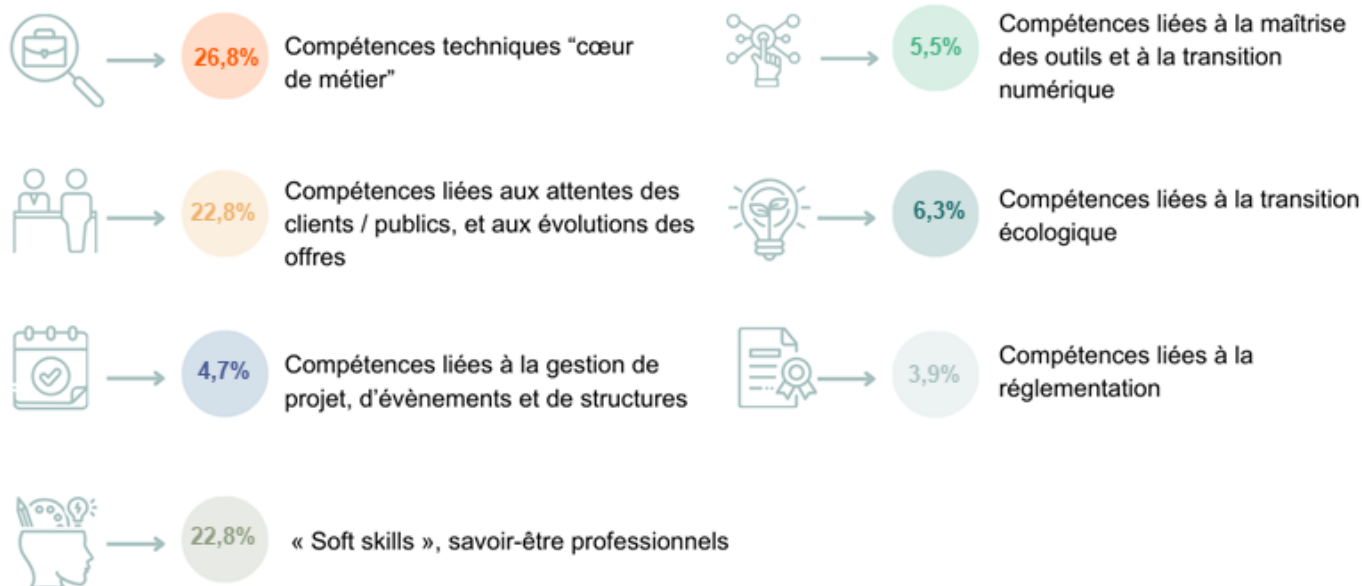 26,8%
Compétences techniques “cœur
de métier”
22,8%
Compétences liées aux attentes des
clients / publics, et aux évolutions des
offres
4,7%
Compétences liées à la gestion de
projet, d’évènements et de structures
22,8%
« Soft skills », savoir-être professionnels
5,5%
Compétences liées à la maîtrise
des outils et à la transition
numérique
6,3%
Compétences liées à la transition
écologique
3,9%
Compétences liées à la
réglementation